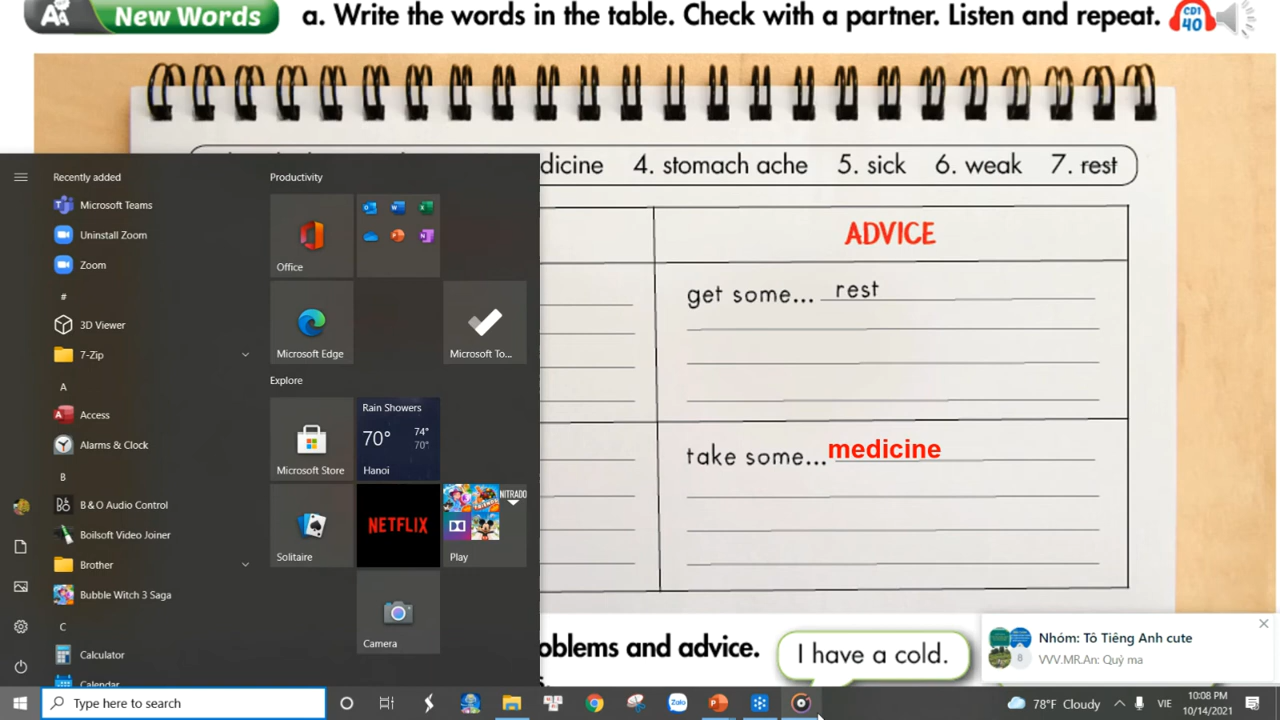 New Words
a. Write the words in the table. Check with a partner. Listen and repeat.
CD1
40
dicine 4. stomach ache 5. sick 6. weak 7. rest
ADVICE
get some... rest
take some... medicine
oblems and advice.
I have a cold.
Recently added
Microsoft Teams
Uninstall Zoom
Zoom
#
3D Viewer
7-Zip
A
Access
Alarms & Clock
B
B & O Audio Control
Boilsoft Video Joiner
Brother
Bubble Witch 3 Saga
C
Calculator
Calendar
Productivity
Office
Microsoft Edge
Microsoft To...
Explore
Microsoft Store
Rain Showers
70° 74°
70°
Hanoi
Solitaire
NETFLIX
NITRADO
Play
Camera
Nhóm: Tô Tiếng Anh cute
8
VVV.MR.An: Quỷ ma
Type here to search
Zalo
78°F Cloudy
VIE
10:08 PM
10/14/2021